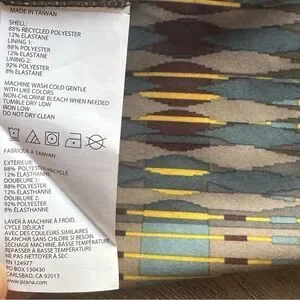 MADE IN TAIWAN
SHELL:
88% RECYCLED POLYESTER
12% ELASTANE
LINING 1:
88% POLYESTER
12% ELASTANE
LINING 2:
92% POLYESTER
8% ELASTANE
MACHINE WASH COLD GENTLE
WITH LIKE COLORS
NON-CHLORINE BLEACH WHEN NEEDED
TUMBLE DRY LOW
IRON LOW
DO NOT DRY CLEAN
FABRIQUÉ À TAIWAN
EXTÉRIEUR
88% POLYESTER
12% ÉLASTHANNE
DOUBLURE 1:
88% POLYESTER
12% ÉLASTHANNE
DOUBLURE 2:
92% POLYESTER
8% ÉLASTHANNE
LAVER À MACHINE À FROID,
CYCLE DÉLICAT
AVEC DES COULEURS SIMILAIRES
BLANCHIR SANS CHLORE SI BESOIN
SÉCHAGE MACHINE, BASSE TEMPÉRATURE
REPASSER À BASSE TEMPÉRATURE
NE PAS NETTOYER À SEC
RN 124977
PO BOX 130430
CARLSBAD, CA 92013
www.prana.com